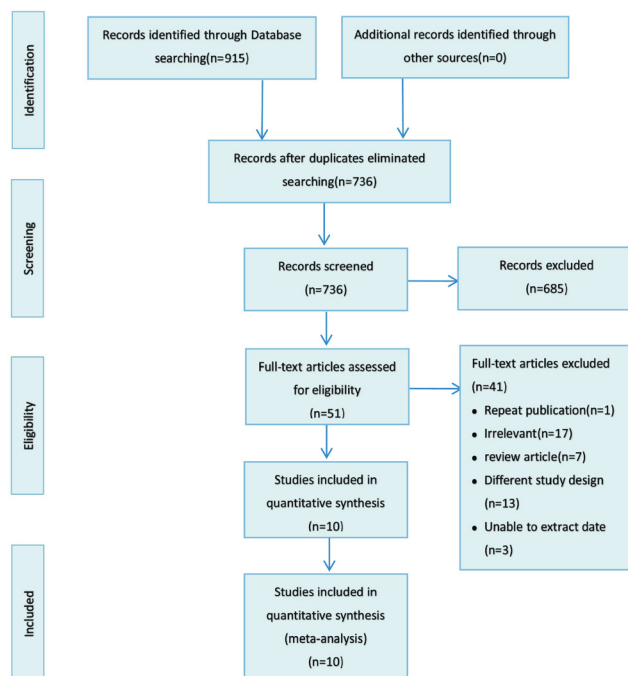 Identification
Records identified through Database
searching(n=915)
Additional records identified through
other sources(n=0)
Records after duplicates eliminated
searching(n=736)
Screening
Records screened
(n=736)
Records excluded
(n=685)
Eligibility
Full-text articles assessed
for eligibility
(n=51)
Full-text articles excluded
(n=41)
• Repeat publication(n=1)
• Irrelevant(n=17)
• review article(n=7)
• Different study design
(n=13)
• Unable to extract date
(n=3)
Studies included in
quantitative synthesis
(n=10)
Included
Studies included in
quantitative synthesis
(meta-analysis)
(n=10)